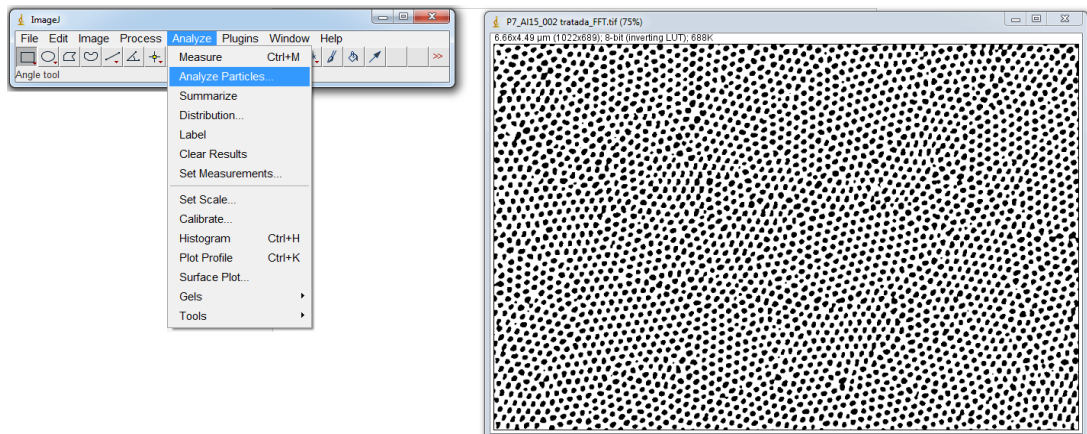 ImageJ
File Edit Image Process Analyze Plugins Window Help
>>
Angle tool
Measure Ctrl+M
Analyze Particles...
Summarize
Distribution...
Label
Clear Results
Set Measurements...
Set Scale...
Calibrate...
Histogram Ctrl+H
Plot Profile Ctrl+K
Surface Plot...
Gels
Tools
P7_Al15_002 tratada_FFT.tif (75%)
6.66x4.49 µm (1022x689); 8-bit (inverting LUT); 688K